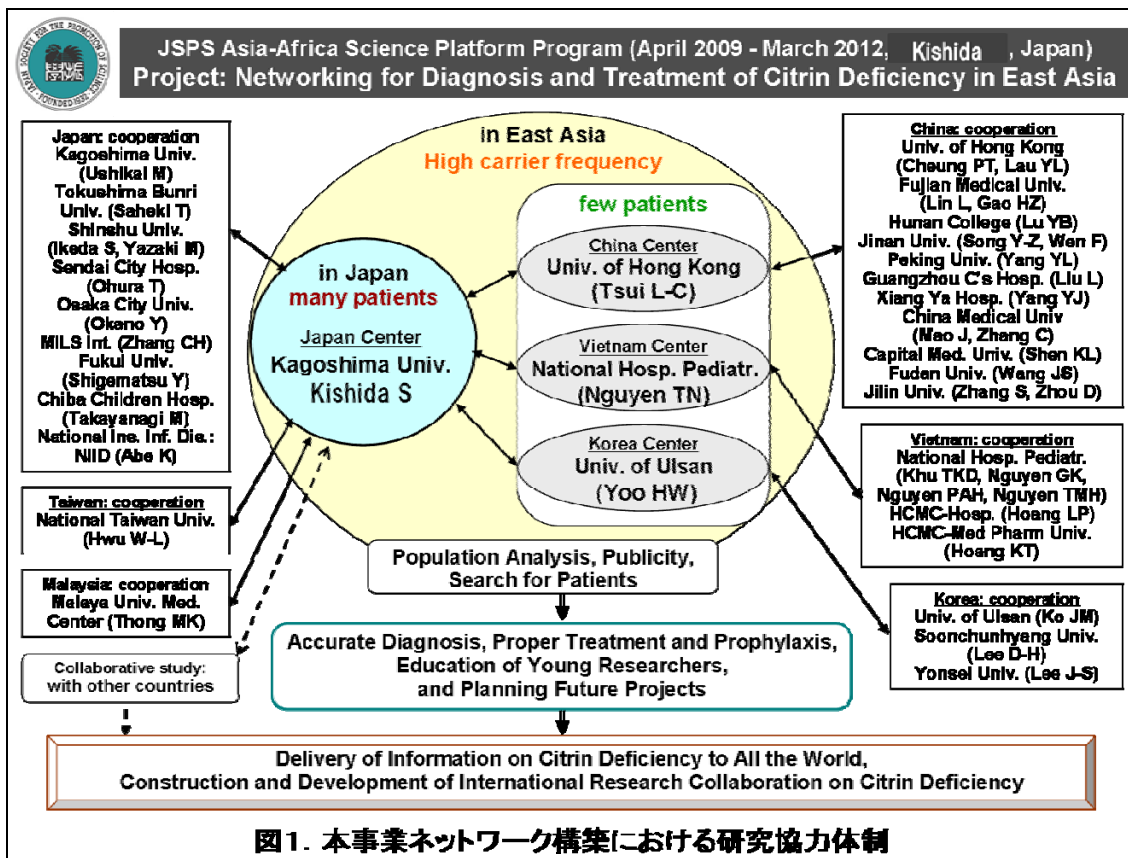 JSPS Asia-Africa Science Platform Program (April 2009 - March 2012, Kishida , Japan)
Project: Networking for Diagnosis and Treatment of Citrin Deficiency in East Asia
Japan: cooperation
Kagoshima Univ.
(Ushikai M)
Tokushima Bunri
Univ. (Saheki T)
Shinshu Univ.
(Ikeda S, Yazaki M)
Sendai City Hosp.
(Ohura T)
Osaka City Univ.
(Okano Y)
MILS Int. (Zhang CH)
Fukui Univ.
(Shigematsu Y)
Chiba Children Hosp.
(Takayanagi M)
National Ins. Inf. Dis.:
NIID (Abe K)
Taiwan: cooperation
National Taiwan Univ.
(Hwu W-L)
Malaysia: cooperation
Malaya Univ. Med.
Center (Thong MK)
Collaborative study:
with other countries
in East Asia
High carrier frequency
in Japan
many patients
Japan Center
Kagoshima Univ.
Kishida S
few patients
China Center
Univ. of Hong Kong
(Tsui L-C)
Vietnam Center
National Hosp. Pediatr.
(Nguyen TN)
Korea Center
Univ. of Ulsan
(Yoo HW)
China: cooperation
Univ. of Hong Kong
(Cheung PT, Lau YL)
Fujian Medical Univ.
(Lin L, Gao HZ)
Hunan College (Lu YB)
Jinan Univ. (Song Y-Z, Wen F)
Peking Univ. (Yang YL)
Guangzhou C's Hosp. (Liu L)
Xiang Ya Hosp. (Yang YJ)
China Medical Univ
(Mao J, Zhang C)
Capital Med. Univ. (Shen KL)
Fudan Univ. (Wang JS)
Jilin Univ. (Zhang S, Zhou D)
Vietnam: cooperation
National Hosp. Pediatr.
(Khu TKD, Nguyen GK,
Nguyen PAH, Nguyen TMH)
HCMC-Hosp. (Hoang LP)
HCMC-Med Pharm Univ.
(Hoang KT)
Korea: cooperation
Univ. of Ulsan (Ko JM)
Soonchunhyang Univ.
(Lee D-H)
Yonsei Univ. (Lee J-S)
Population Analysis, Publicity,
Search for Patients
Accurate Diagnosis, Proper Treatment and Prophylaxis,
Education of Young Researchers,
and Planning Future Projects
Delivery of Information on Citrin Deficiency to All the World,
Construction and Development of International Research Collaboration on Citrin Deficiency
図1. 本事業ネットワーク構築における研究協力体制